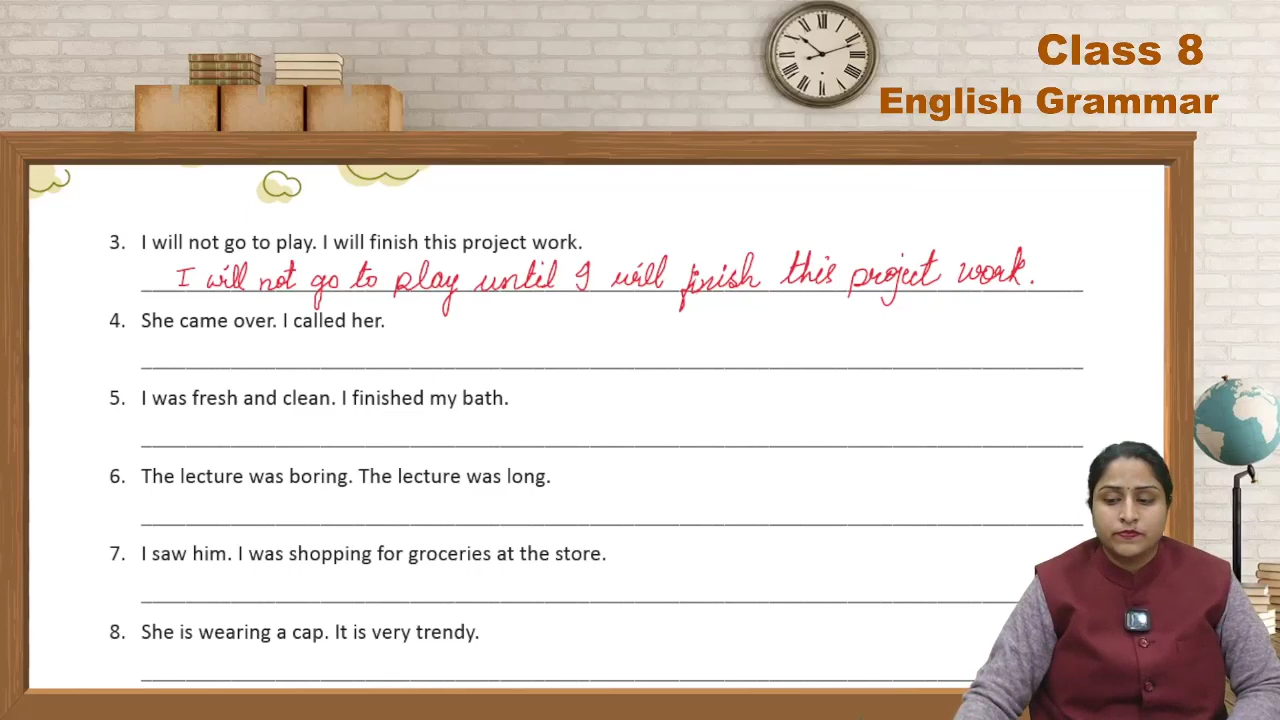 Class 8
English Grammar
3. I will not go to play. I will finish this project work.
I will not go to play until I will finish this project work.
4. She came over. I called her.
5. I was fresh and clean. I finished my bath.
6. The lecture was boring. The lecture was long.
7. I saw him. I was shopping for groceries at the store.
8. She is wearing a cap. It is very trendy.